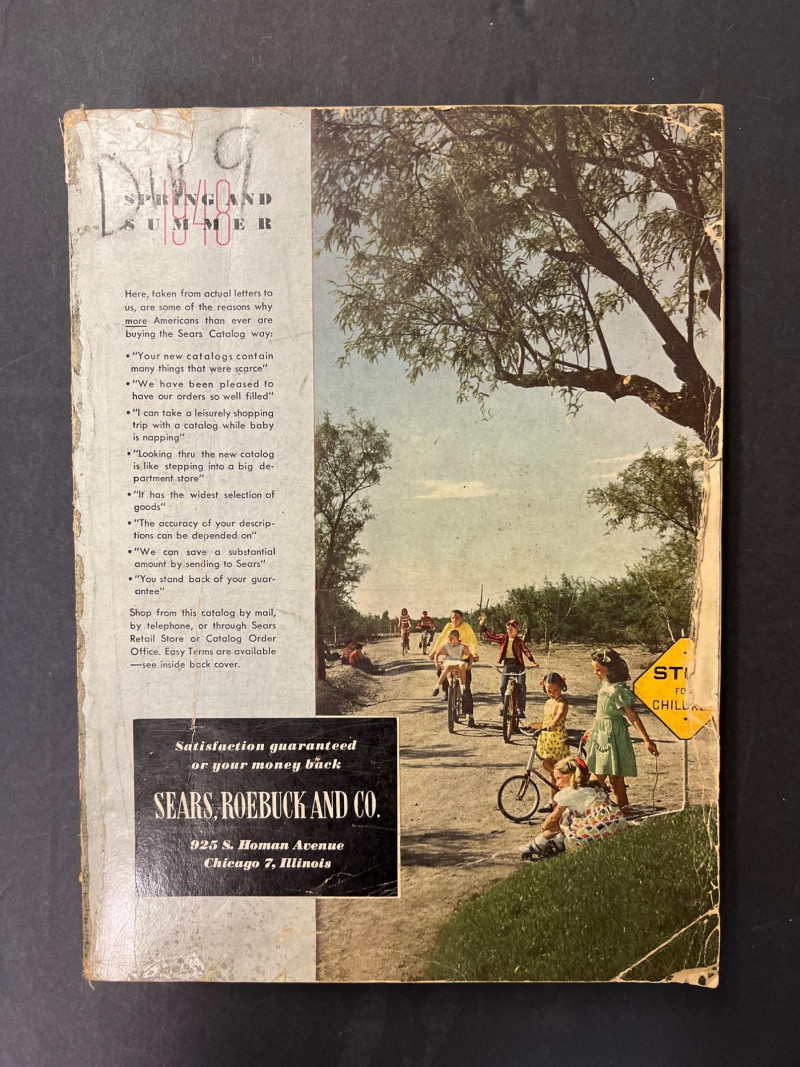 SPRING AND
1948
SUMMER
Here, taken from actual letters to
us, are some of the reasons why
more Americans than ever are
buying the Sears Catalog way:
• "Your new catalogs contain
many things that were scarce"
• "We have been pleased to
have our orders so well filled"
• "I can take a leisurely shopping
trip with a catalog while baby
is napping"
• "Looking thru the new catalog
is like stepping into a big de-
partment store"
• "It has the widest selection of
goods"
• "The accuracy of your descrip-
tions can be depended on"
• "We can save a substantial
amount by sending to Sears"
• "You stand back of your guar-
antee"
Shop from this catalog by mail,
by telephone, or through Sears
Retail Store or Catalog Order
Office. Easy Terms are available
—see inside back cover.
Satisfaction guaranteed
or your money back
SEARS, ROEBUCK AND CO.
925 S. Homan Avenue
Chicago 7, Illinois